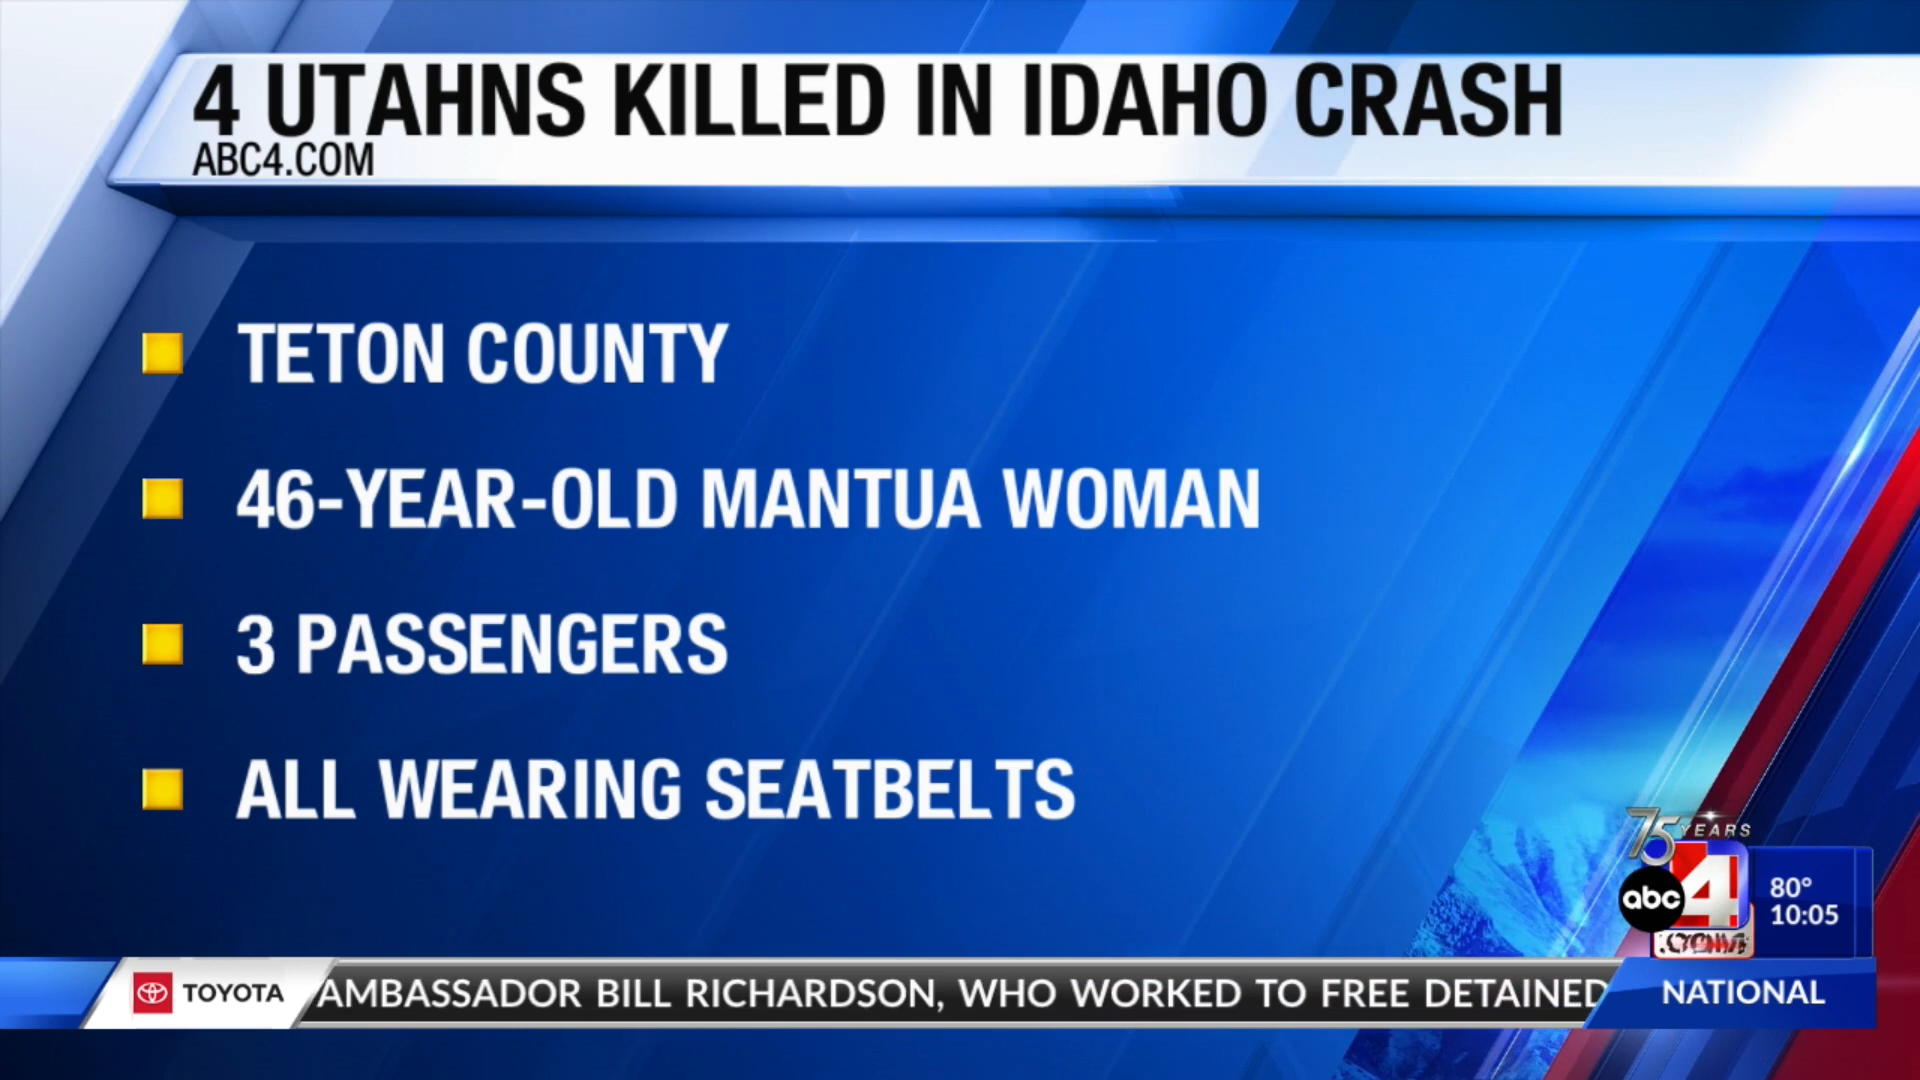 4 UTAHNS KILLED IN IDAHO CRASH
ABC4.COM
TETON COUNTY
46-YEAR-OLD MANTUA WOMAN
3 PASSENGERS
ALL WEARING SEATBELTS
75 YEARS
abc 4
80°
10:05
TOYOTA
AMBASSADOR BILL RICHARDSON, WHO WORKED TO FREE DETAINED
NATIONAL